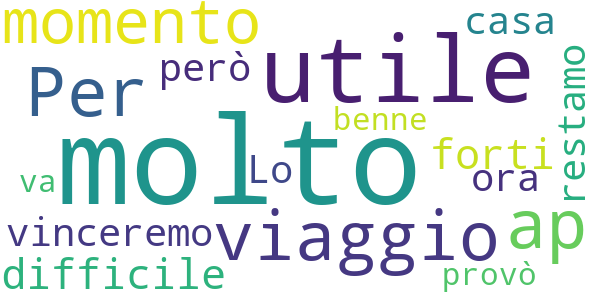 momento
casa
però
utile
Per
benne
restamo
molto
Lo
forti
ora
va
vinceremo
viaggio
ap
difficile
provò